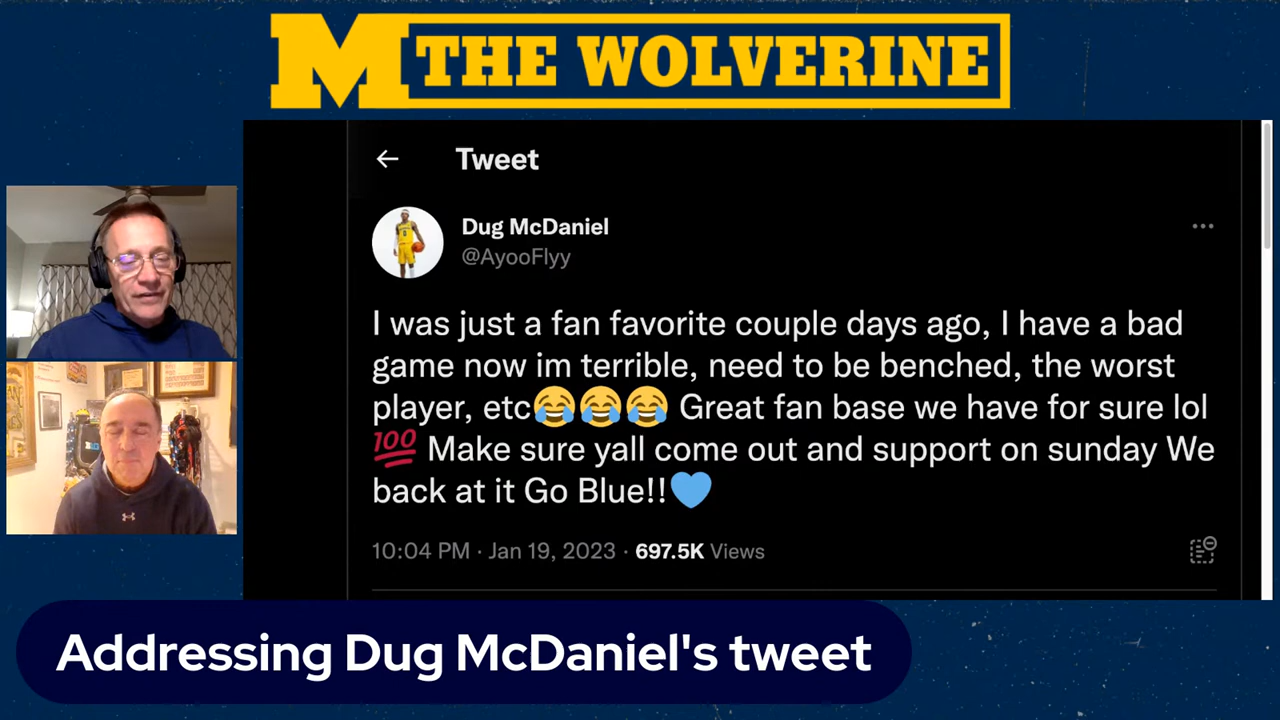 M THE WOLVERINE
Tweet
Dug McDaniel
@AyooFlyy
I was just a fan favorite couple days ago, I have a bad
game now im terrible, need to be benched, the worst
player, etc😂😂😂 Great fan base we have for sure lol
💯 Make sure yall come out and support on sunday We
back at it Go Blue!!💙
10:04 PM · Jan 19, 2023 · 697.5K Views
Addressing Dug McDaniel's tweet